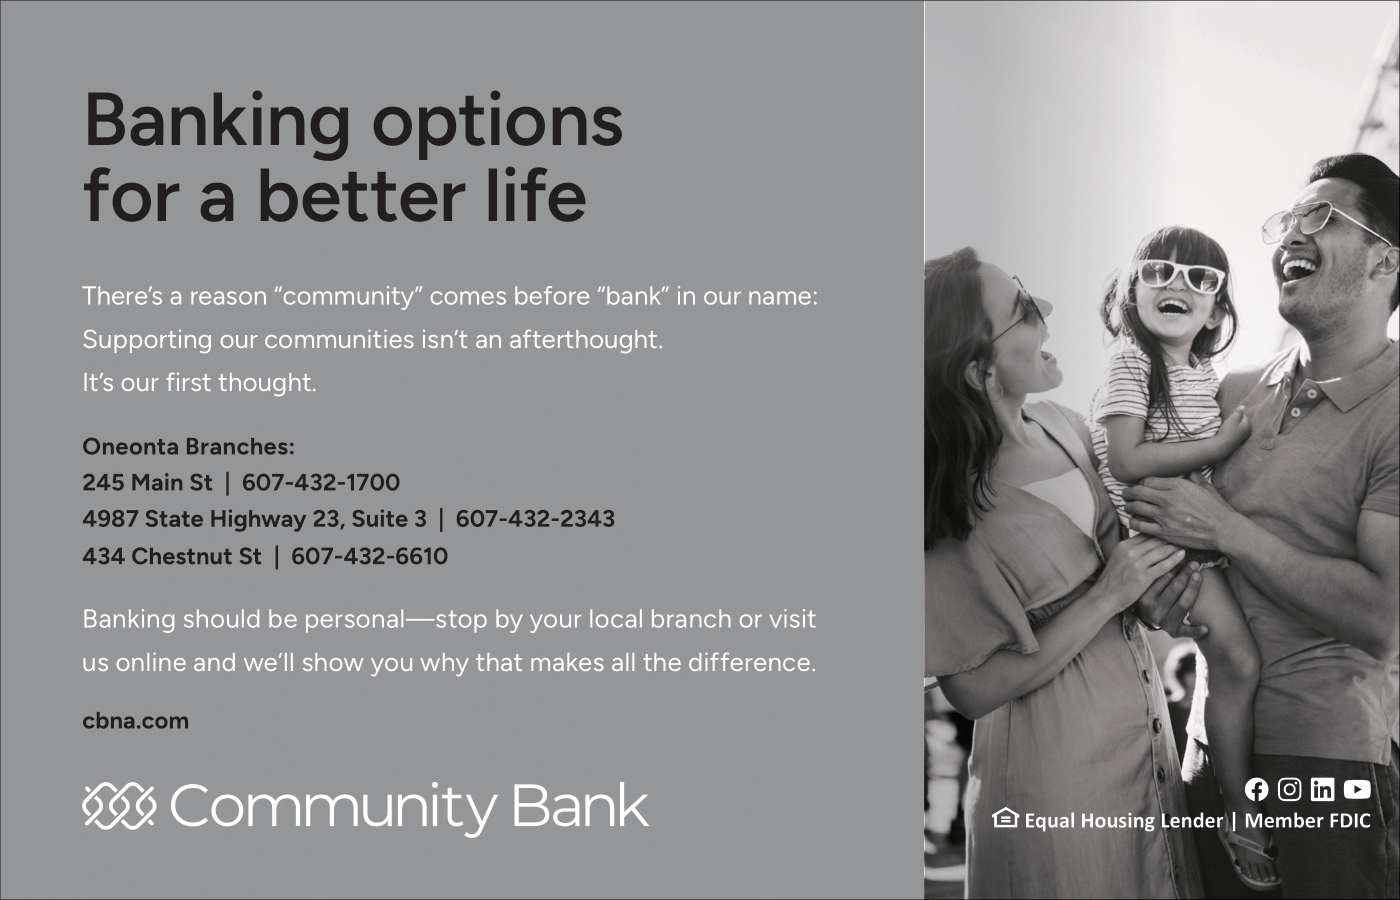 Banking options
for a better life
There’s a reason “community” comes before “bank” in our name:
Supporting our communities isn’t an afterthought.
It’s our first thought.
Oneonta Branches:
245 Main St | 607-432-1700
4987 State Highway 23, Suite 3 | 607-432-2343
434 Chestnut St | 607-432-6610
Banking should be personal—stop by your local branch or visit
us online and we’ll show you why that makes all the difference.
cbna.com
Community Bank
Equal Housing Lender | Member FDIC